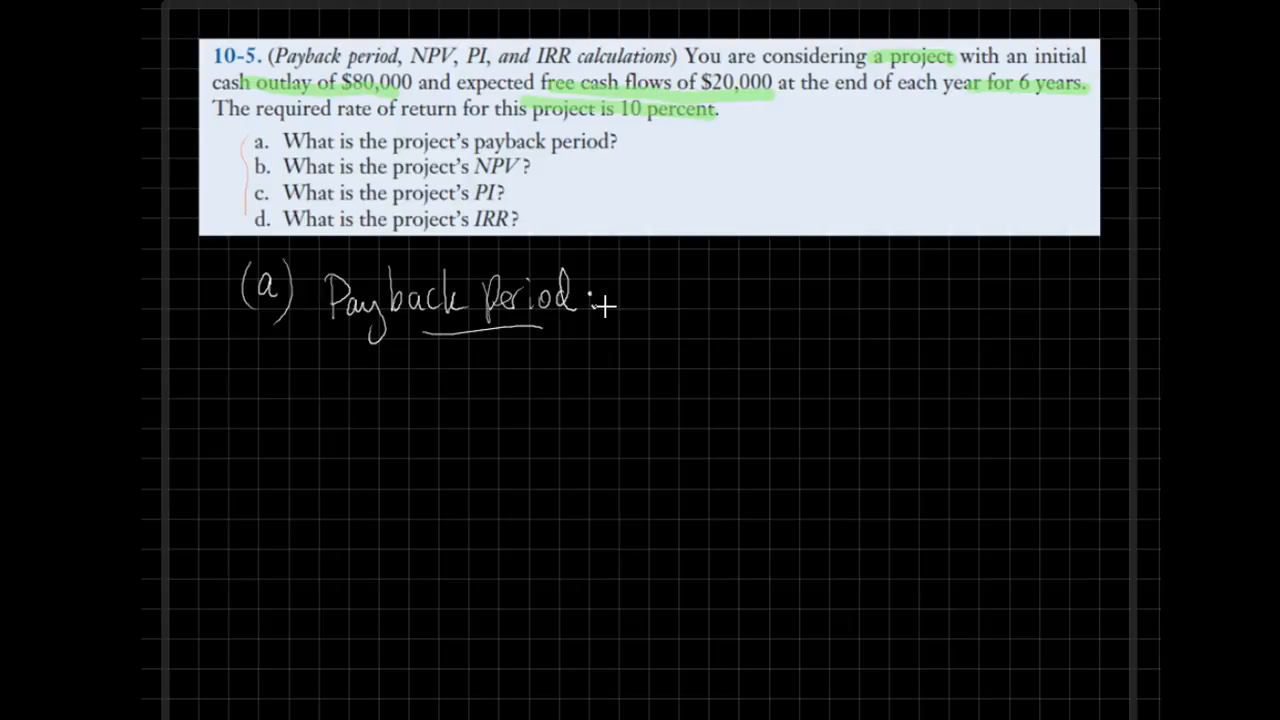 10-5. (Payback period, NPV, PI, and IRR calculations) You are considering a project with an initial
cash outlay of $80,000 and expected free cash flows of $20,000 at the end of each year for 6 years.
The required rate of return for this project is 10 percent.
a. What is the project's payback period?
b. What is the project's NPV?
c. What is the project's PI?
d. What is the project's IRR?
(a) Payback Period :